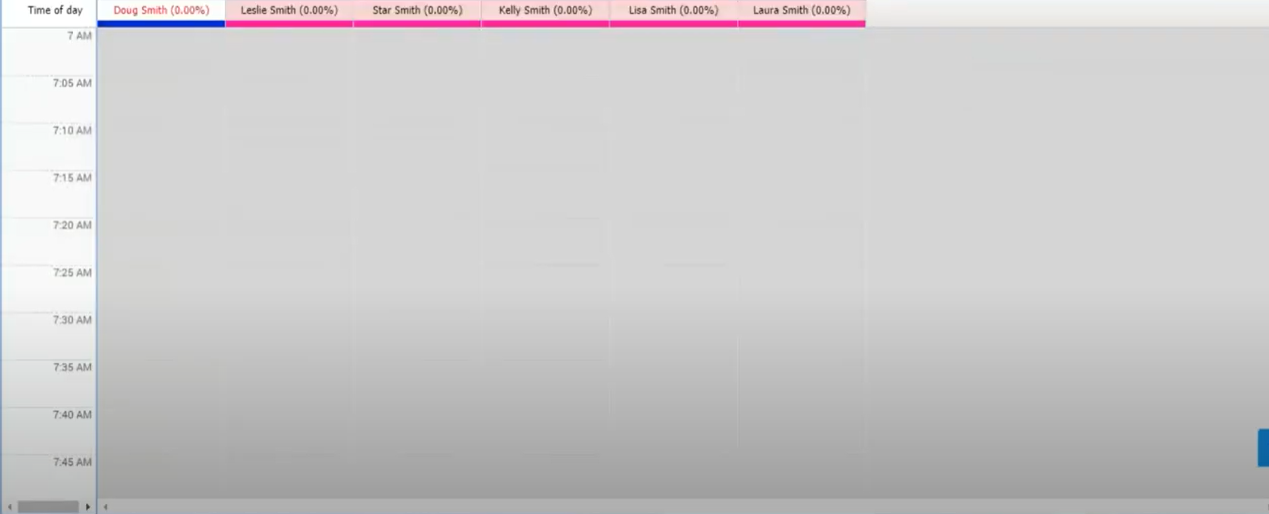 Time of day Doug Smith (0.00%) Leslie Smith (0.00%) Star Smith (0.00%) Kelly Smith (0.00%) Lisa Smith (0.00%) Laura Smith (0.00%)
7 AM
7:05 AM
7:10 AM
7:15 AM
7:20 AM
7:25 AM
7:30 AM
7:35 AM
7:40 AM
7:45 AM